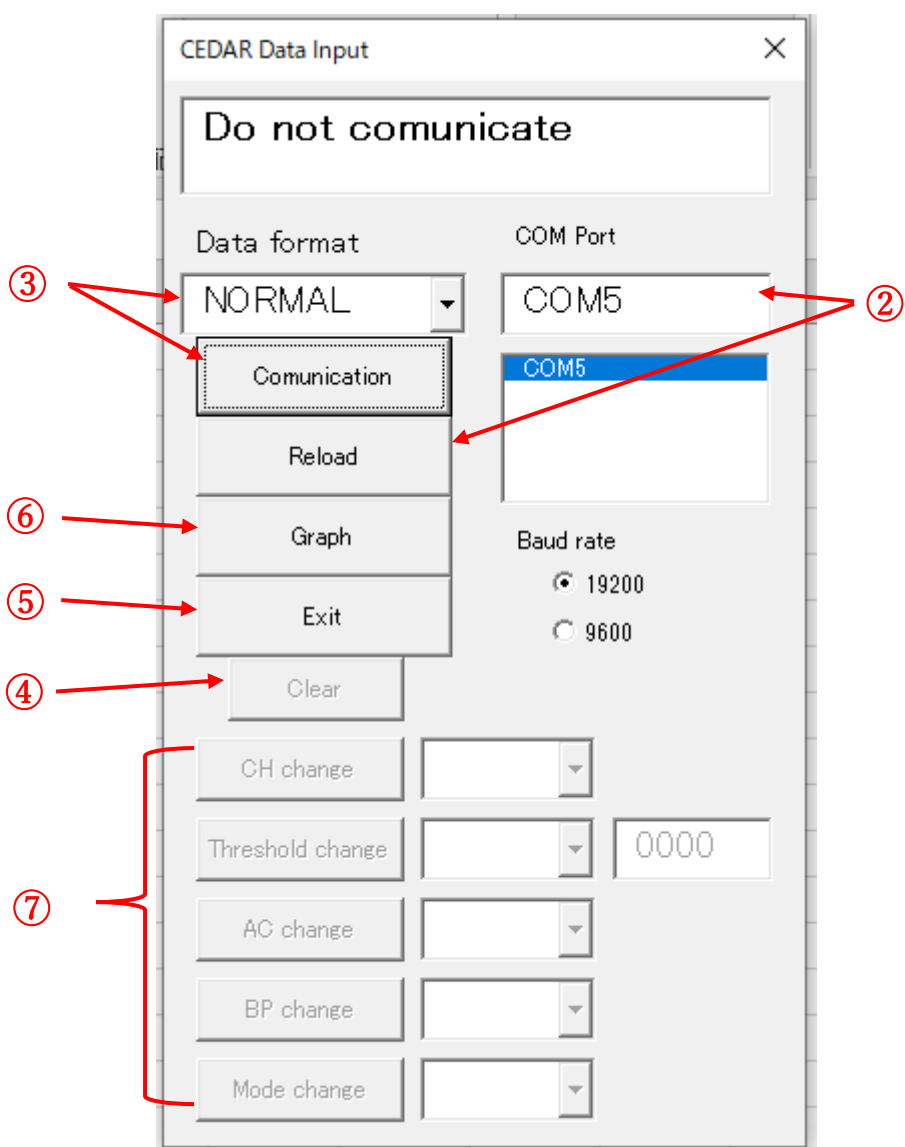 CEDAR Data Input
Do not comunicate
Data format
COM Port
③
NORMAL
COM5
②
Comunication
COM5
Reload
⑥
Graph
Baud rate
19200
⑤
Exit
9600
④
Clear
CH change
Threshold change
0000
⑦
AC change
BP change
Mode change